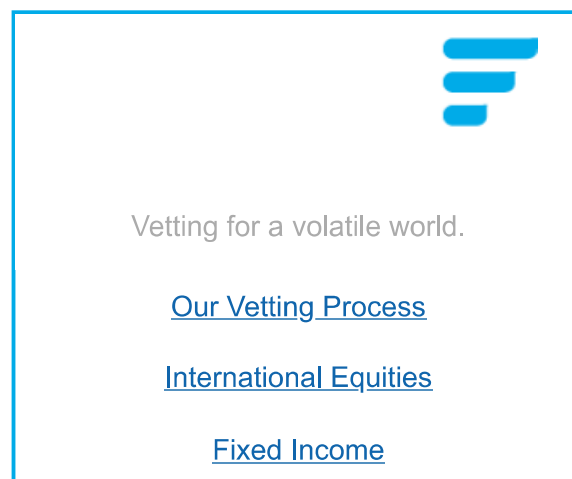 Vetting for a volatile world.
Our Vetting Process
International Equities
Fixed Income